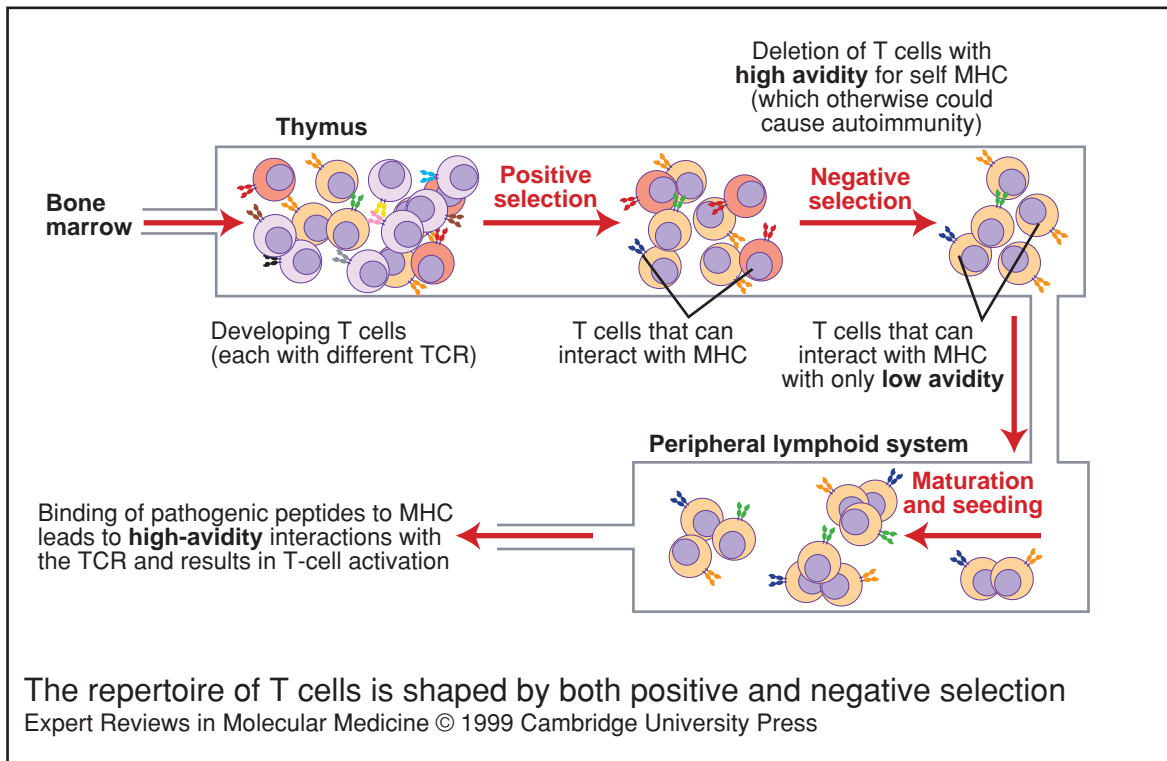 Deletion of T cells with
high avidity for self MHC
(which otherwise could
cause autoimmunity)
Thymus
Bone
marrow
Positive
selection
Negative
selection
Developing T cells
(each with different TCR)
T cells that can
interact with MHC
T cells that can
interact with MHC
with only low avidity
Peripheral lymphoid system
Maturation
and seeding
Binding of pathogenic peptides to MHC
leads to high-avidity interactions with
the TCR and results in T-cell activation
The repertoire of T cells is shaped by both positive and negative selection
Expert Reviews in Molecular Medicine © 1999 Cambridge University Press